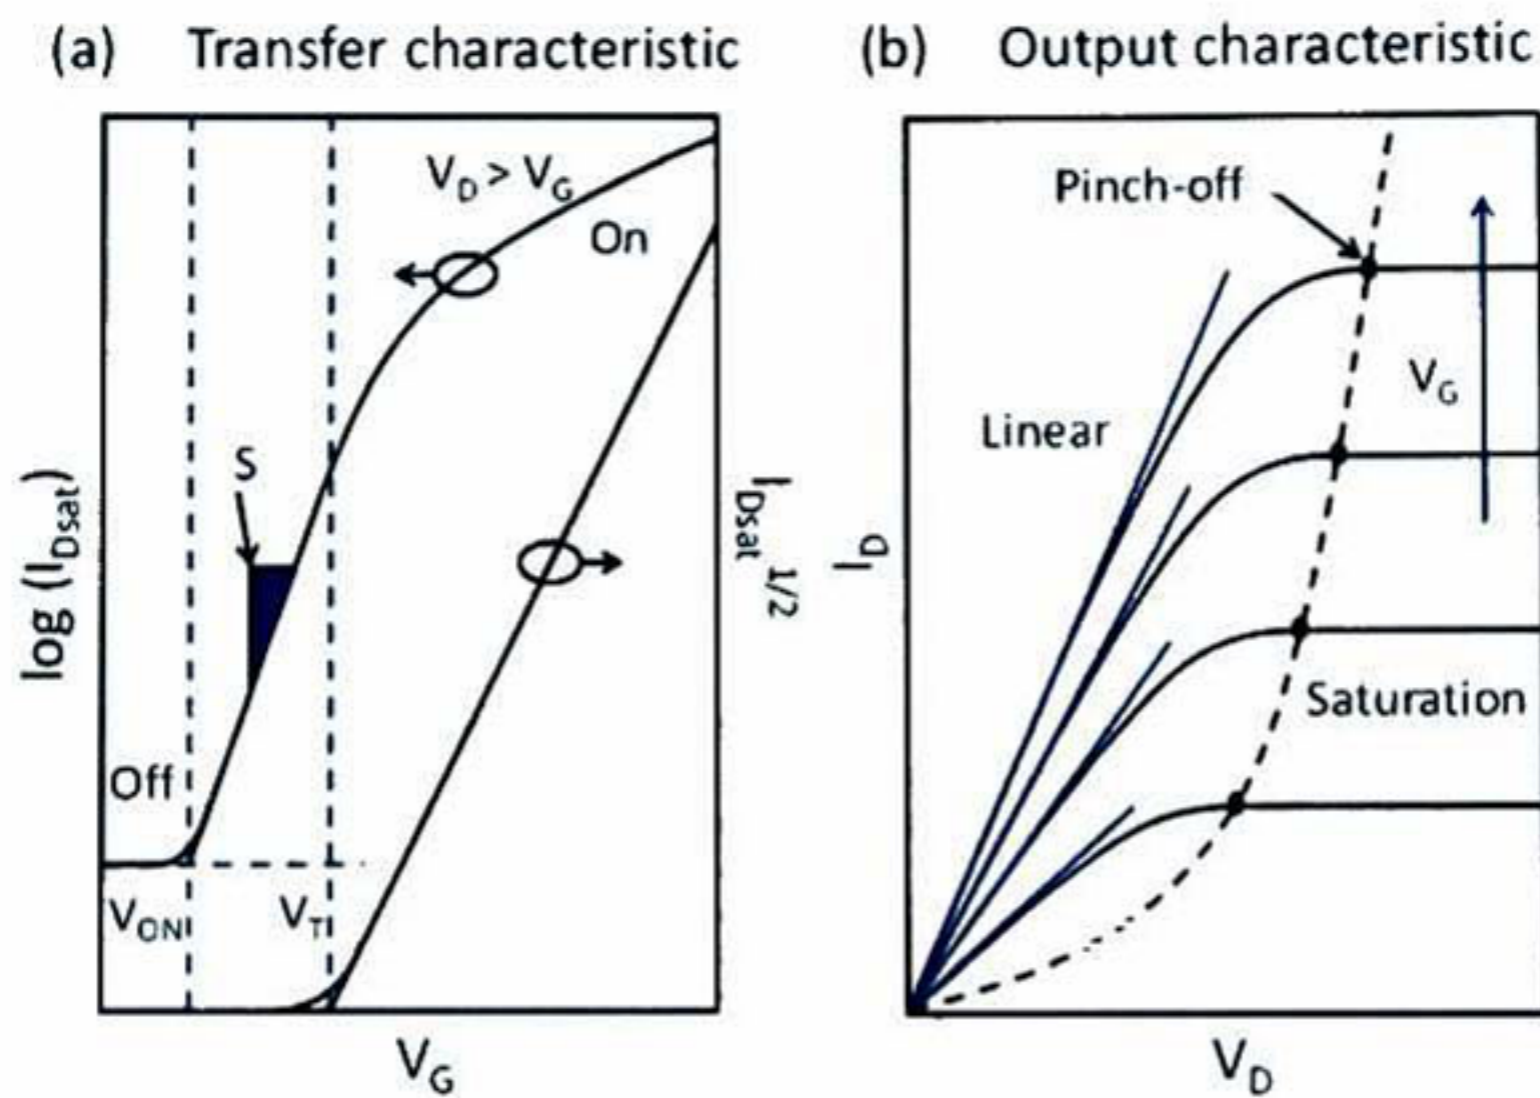 (a) Transfer characteristic
V_D > V_G
On
S
Off
V_ON
V_T
log (I_Dsat)
I_Dsat^1/2
V_G
(b) Output characteristic
Pinch-off
V_G
Linear
Saturation
I_D
V_D